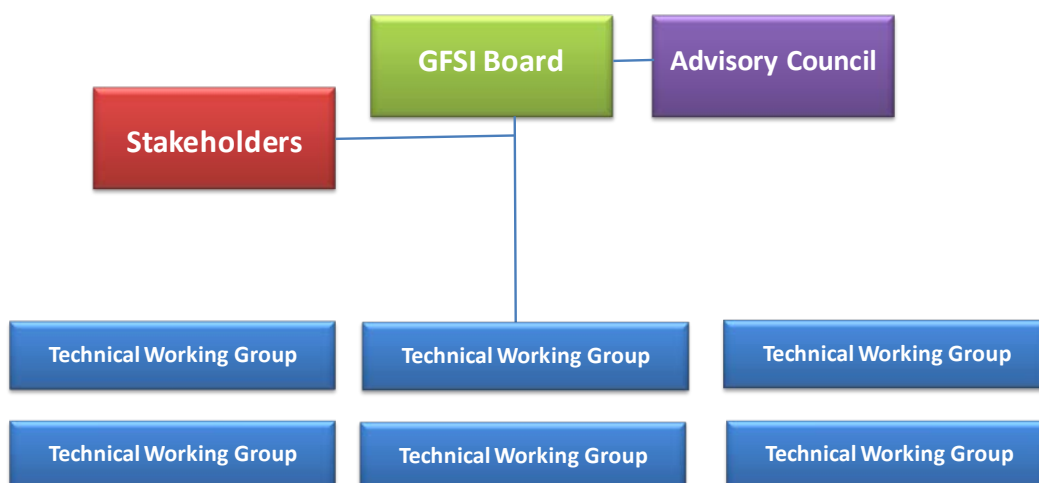 GFSI Board
Advisory Council
Stakeholders
Technical Working Group
Technical Working Group
Technical Working Group
Technical Working Group
Technical Working Group
Technical Working Group